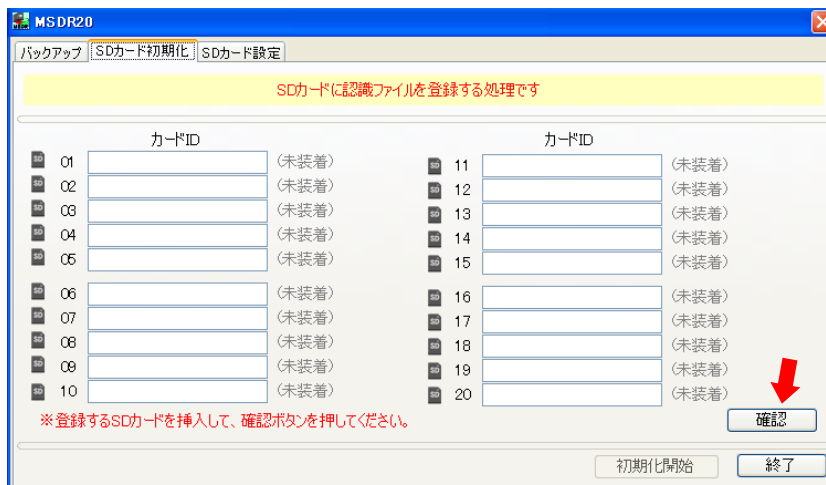 MSDR20
バックアップ SDカード初期化 SDカード設定
SDカードに認識ファイルを登録する処理です
カードID カードID
01 (未装着) 11 (未装着)
02 (未装着) 12 (未装着)
03 (未装着) 13 (未装着)
04 (未装着) 14 (未装着)
05 (未装着) 15 (未装着)
06 (未装着) 16 (未装着)
07 (未装着) 17 (未装着)
08 (未装着) 18 (未装着)
09 (未装着) 19 (未装着)
10 (未装着) 20 (未装着)
※登録するSDカードを挿入して、確認ボタンを押してください。 確認
初期化開始 終了